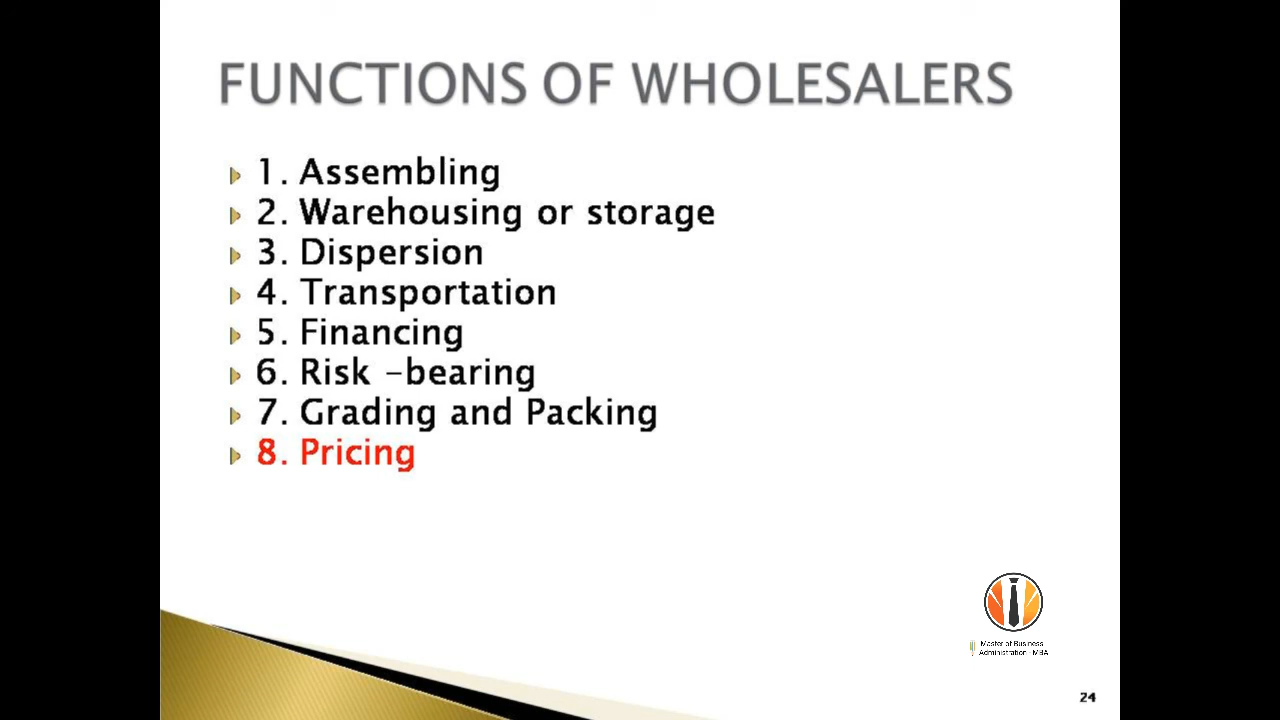 FUNCTIONS OF WHOLESALERS
1. Assembling
2. Warehousing or storage
3. Dispersion
4. Transportation
5. Financing
6. Risk -bearing
7. Grading and Packing
8. Pricing
Master of Business
Administration - MBA
24